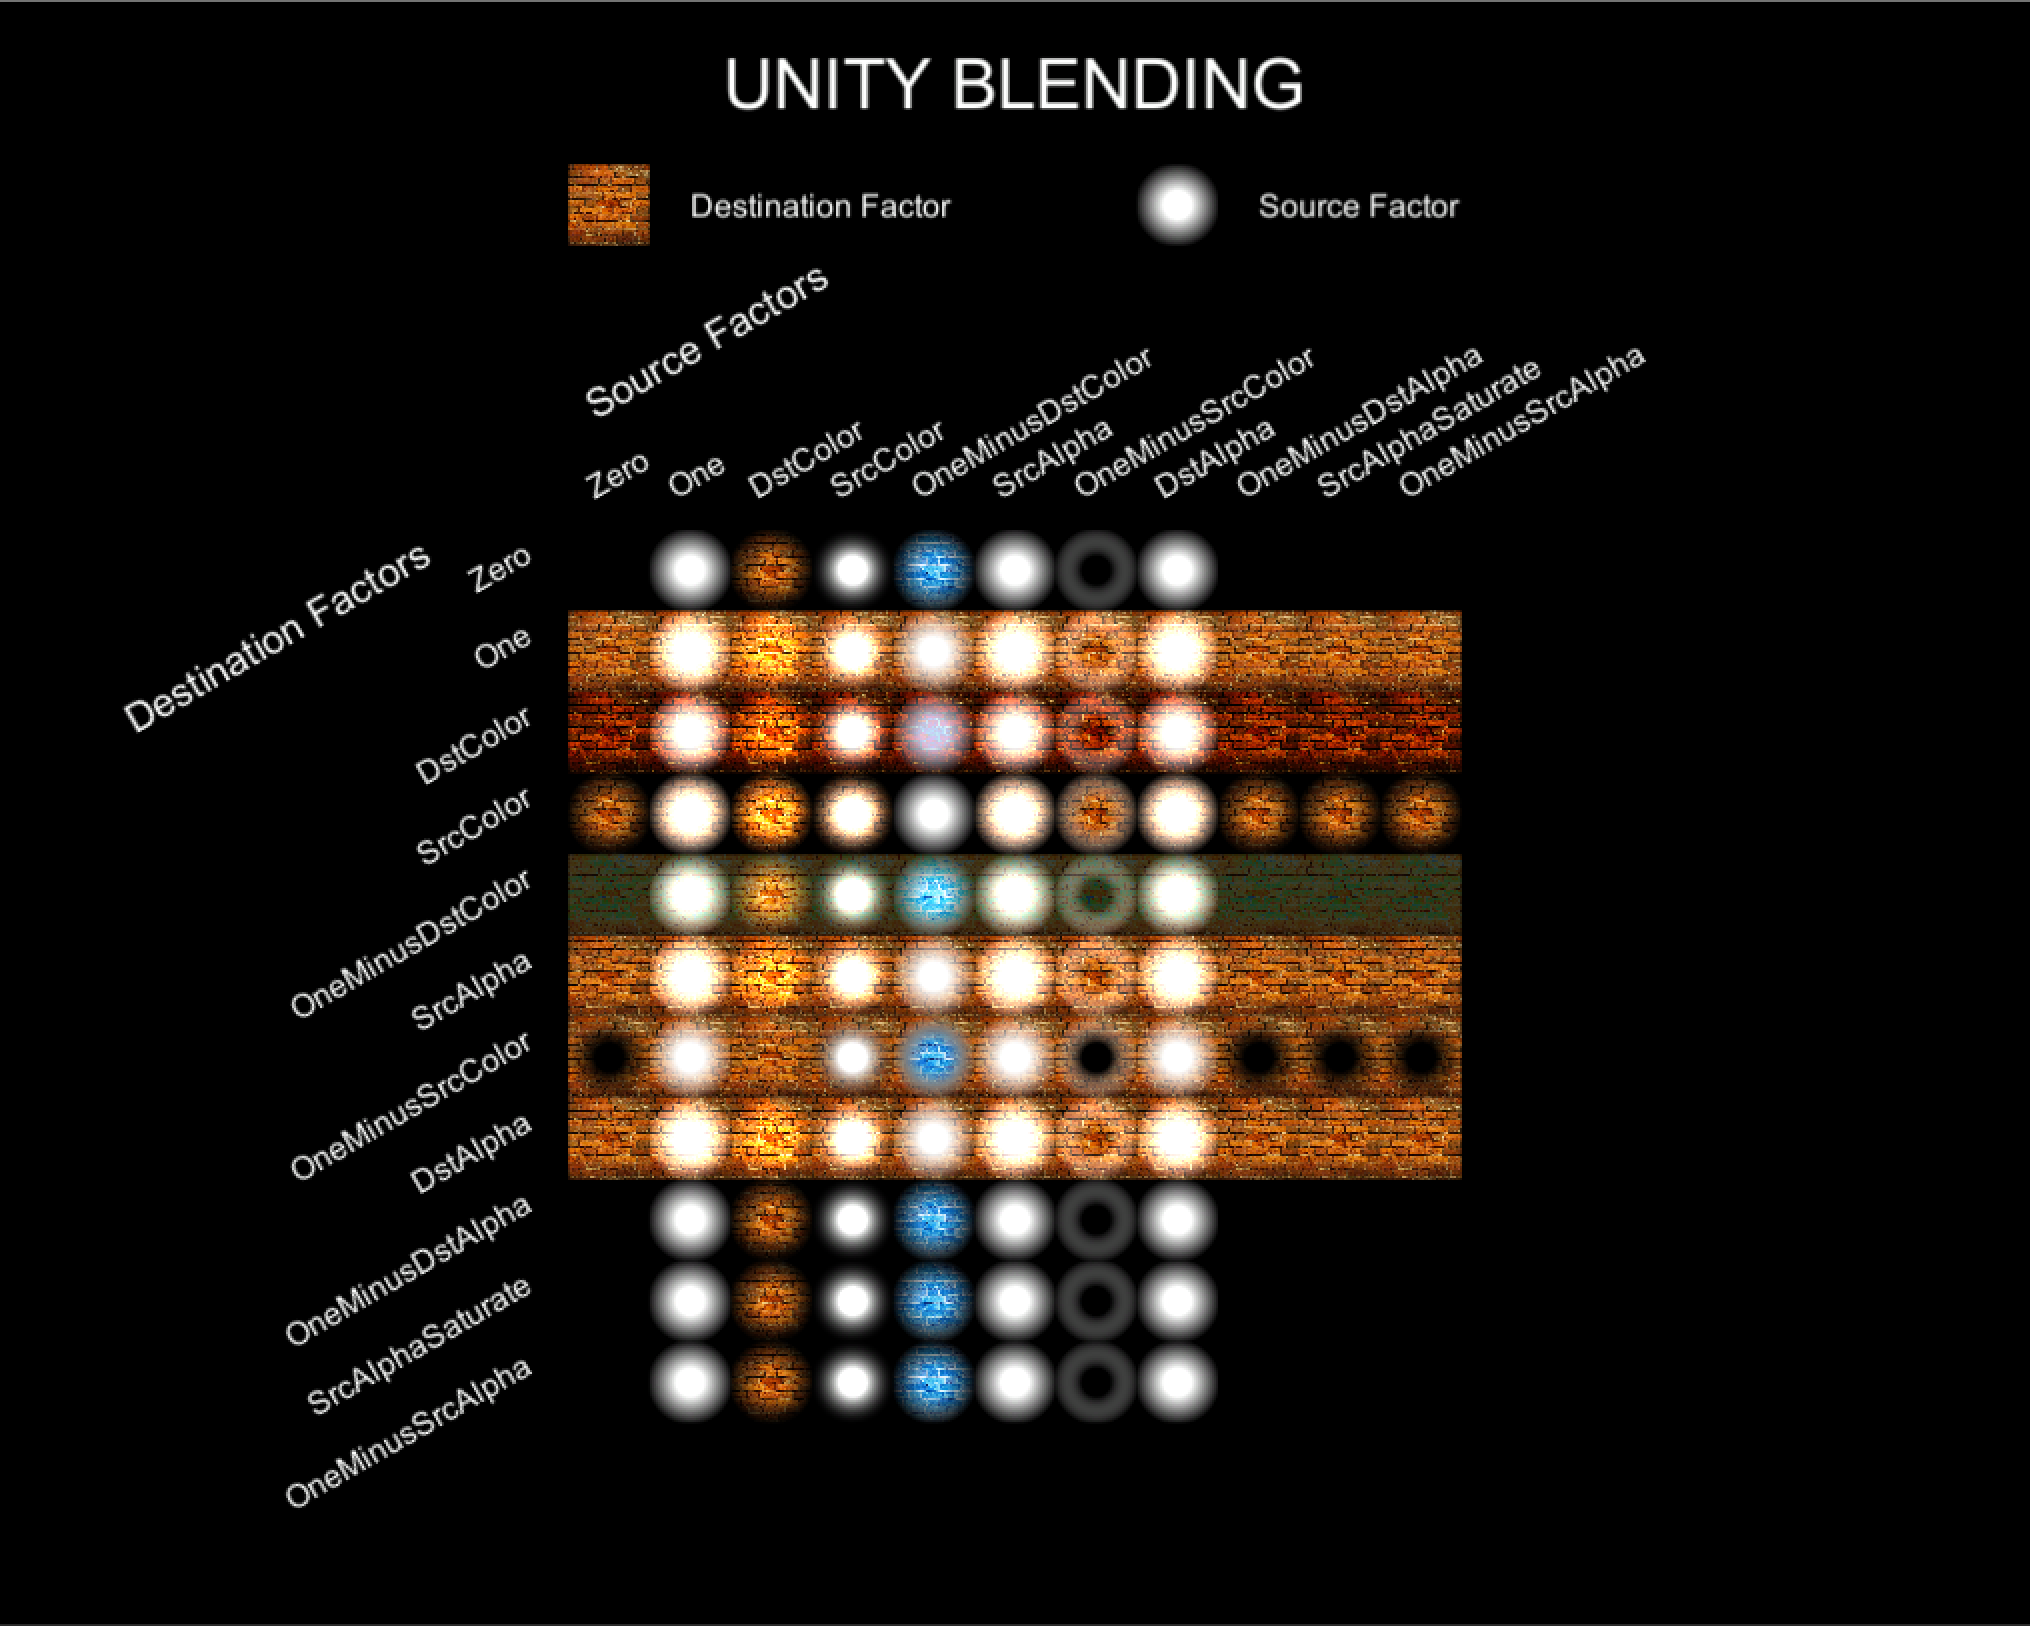 UNITY BLENDING
Destination Factor
Source Factor
Source Factors
Zero
One
DstColor
SrcColor
OneMinusDstColor
SrcAlpha
OneMinusSrcColor
DstAlpha
OneMinusDstAlpha
SrcAlphaSaturate
OneMinusSrcAlpha
Destination Factors
Zero
One
DstColor
SrcColor
OneMinusDstColor
SrcAlpha
OneMinusSrcColor
DstAlpha
OneMinusDstAlpha
SrcAlphaSaturate
OneMinusSrcAlpha